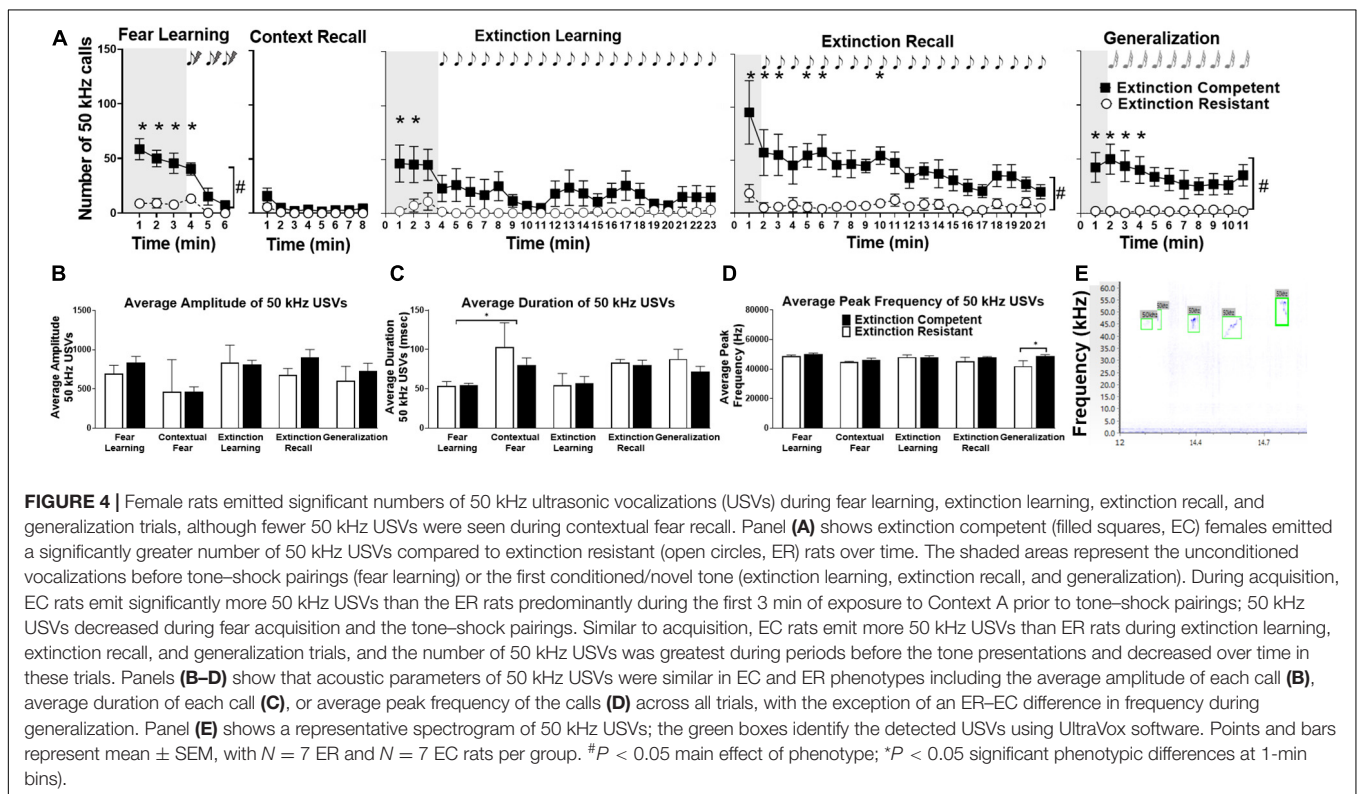 A
Fear Learning
Context Recall
Extinction Learning
Extinction Recall
Generalization
Number of 50 kHz calls
150
100
50
0
* * * *
* *
* * * * * *
* * * *
Extinction Competent
Extinction Resistant
#
#
#
1 2 3 4 5 6
1 2 3 4 5 6 7 8
0 1 2 3 4 5 6 7 8 9 10 11 12 13 14 15 16 17 18 19 20 21 22 23
0 1 2 3 4 5 6 7 8 9 10 11 12 13 14 15 16 17 18 19 20 21
0 1 2 3 4 5 6 7 8 9 10 11
Time (min)
Time (min)
Time (min)
Time (min)
Time (min)
B
Average Amplitude of 50 kHz USVs
Average Amplitude
50 kHz USVs
1500
1000
500
0
Fear Learning
Contextual Fear
Extinction Learning
Extinction Recall
Generalization
C
Average Duration of 50 kHz USVs
Average Duration
50 kHz USVs (msec)
150
100
50
0
*
Fear Learning
Contextual Fear
Extinction Learning
Extinction Recall
Generalization
D
Average Peak Frequency of 50 kHz USVs
Average Peak
Frequency (Hz)
80000
60000
40000
20000
0
Extinction Competent
Extinction Resistant
*
Fear Learning
Contextual Fear
Extinction Learning
Extinction Recall
Generalization
E
Frequency (kHz)
60.0
55.0
50.0
45.0
40.0
35.0
30.0
25.0
20.0
15.0
10.0
5.0
0.0
12
14.4
14.7
FIGURE 4 | Female rats emitted significant numbers of 50 kHz ultrasonic vocalizations (USVs) during fear learning, extinction learning, extinction recall, and
generalization trials, although fewer 50 kHz USVs were seen during contextual fear recall. Panel (A) shows extinction competent (filled squares, EC) females emitted
a significantly greater number of 50 kHz USVs compared to extinction resistant (open circles, ER) rats over time. The shaded areas represent the unconditioned
vocalizations before tone–shock pairings (fear learning) or the first conditioned/novel tone (extinction learning, extinction recall, and generalization). During acquisition,
EC rats emit significantly more 50 kHz USVs than the ER rats predominantly during the first 3 min of exposure to Context A prior to tone–shock pairings; 50 kHz
USVs decreased during fear acquisition and the tone–shock pairings. Similar to acquisition, EC rats emit more 50 kHz USVs than ER rats during extinction learning,
extinction recall, and generalization trials, and the number of 50 kHz USVs was greatest during periods before the tone presentations and decreased over time in
these trials. Panels (B–D) show that acoustic parameters of 50 kHz USVs were similar in EC and ER phenotypes including the average amplitude of each call (B),
average duration of each call (C), or average peak frequency of the calls (D) across all trials, with the exception of an ER–EC difference in frequency during
generalization. Panel (E) shows a representative spectrogram of 50 kHz USVs; the green boxes identify the detected USVs using UltraVox software. Points and bars
represent mean ± SEM, with N = 7 ER and N = 7 EC rats per group. #P < 0.05 main effect of phenotype; *P < 0.05 significant phenotypic differences at 1-min
bins).